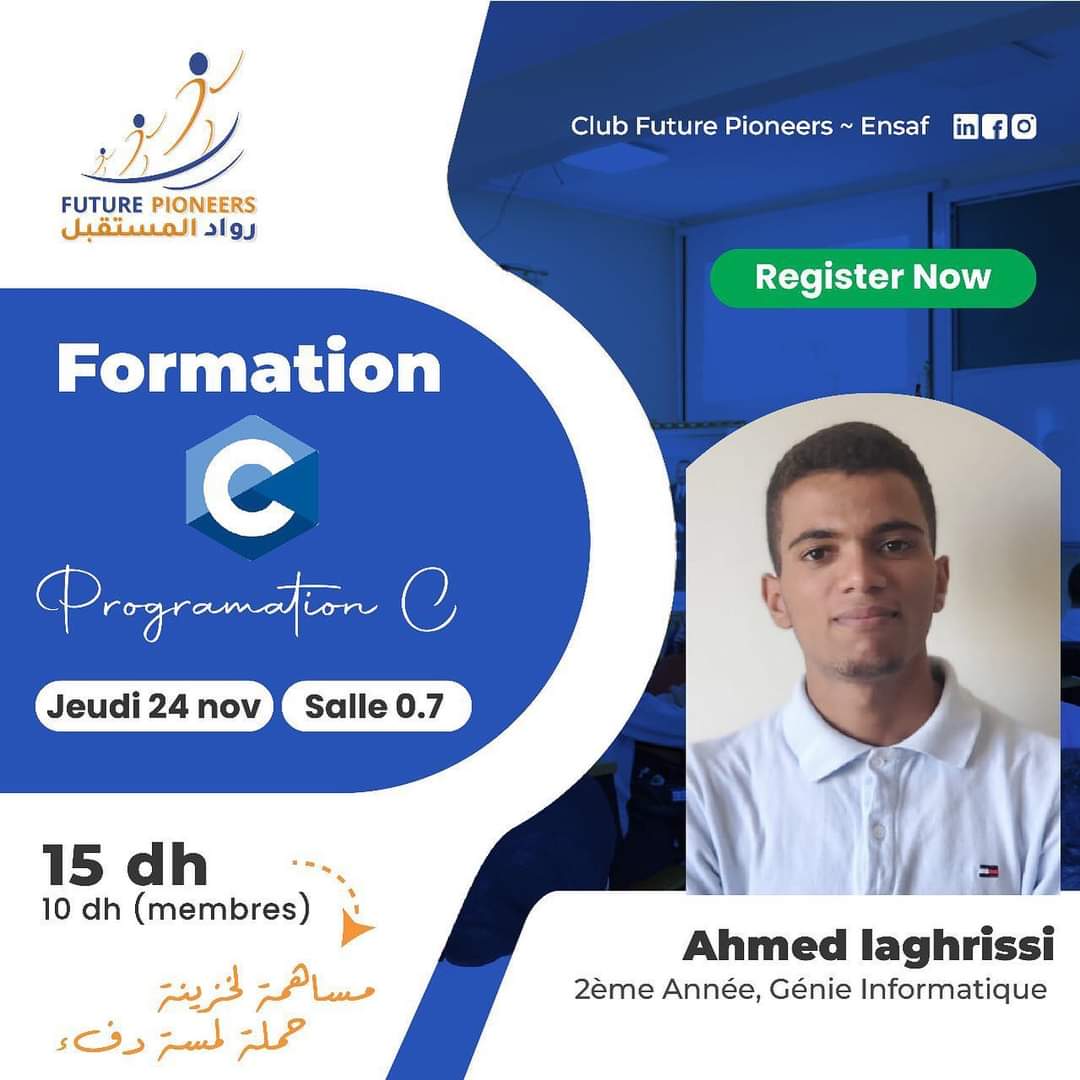 FUTURE PIONEERS
رواد المستقبل
Club Future Pioneers ~ Ensaf
Register Now
Formation
C
Programation C
Jeudi 24 nov
Salle 0.7
15 dh
10 dh (membres)
مساهمة لخزينة
حملة لمسة دفء
Ahmed laghrissi
2ème Année, Génie Informatique